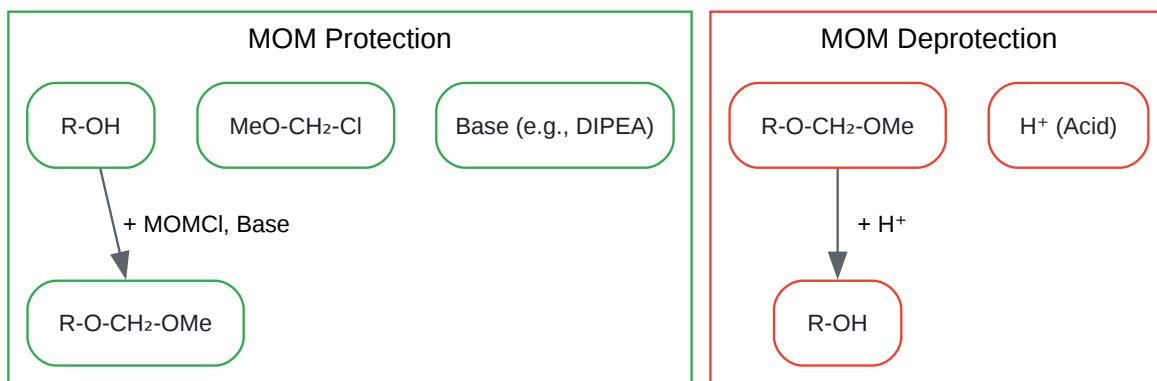 MOM Protection
R-OH
MeO-CH₂-Cl
Base (e.g., DIPEA)
+ MOMCl, Base
R-O-CH₂-OMe
MOM Deprotection
R-O-CH₂-OMe
H⁺ (Acid)
+ H⁺
R-OH